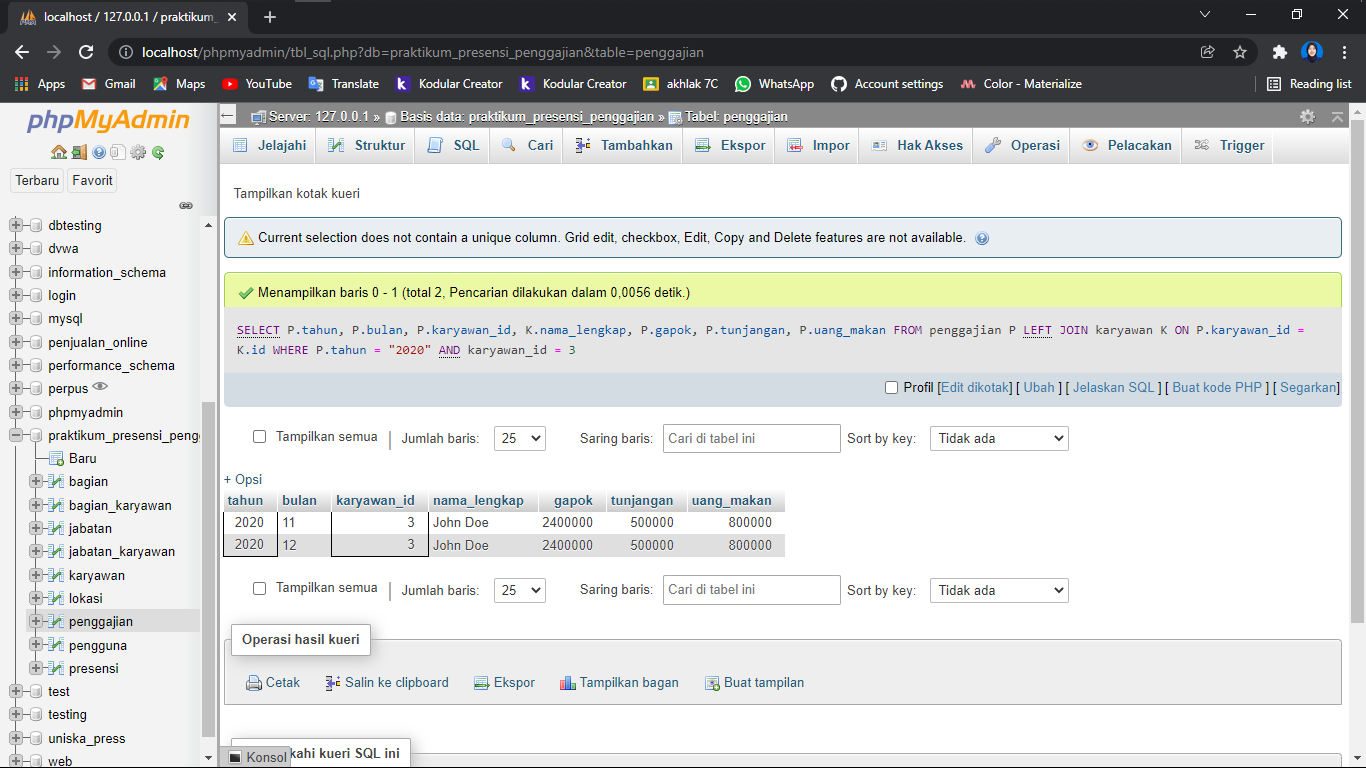 localhost / 127.0.0.1 / praktikum_
localhost/phpmyadmin/tbl_sql.php?db=praktikum_presensi_penggajian&table=penggajian
Apps Gmail Maps YouTube Translate Kodular Creator Kodular Creator akhlak 7C WhatsApp Account settings Color - Materialize Reading list
phpMyAdmin
Terbaru Favorit
dbtesting
dvwa
information_schema
login
mysql
penjualan_online
performance_schema
perpus
phpmyadmin
praktikum_presensi_peng
Baru
bagian
bagian_karyawan
jabatan
jabatan_karyawan
karyawan
lokasi
penggajian
pengguna
presensi
test
testing
uniska_press
web
Server: 127.0.0.1 » Basis data: praktikum_presensi_penggajian » Tabel: penggajian
Jelajahi Struktur SQL Cari Tambahkan Ekspor Impor Hak Akses Operasi Pelacakan Trigger
Tampilkan kotak kueri
Current selection does not contain a unique column. Grid edit, checkbox, Edit, Copy and Delete features are not available.
Menampilkan baris 0 - 1 (total 2, Pencarian dilakukan dalam 0,0056 detik.)
SELECT P.tahun, P.bulan, P.karyawan_id, K.nama_lengkap, P.gapok, P.tunjangan, P.uang_makan FROM penggajian P LEFT JOIN karyawan K ON P.karyawan_id =
K.id WHERE P.tahun = "2020" AND karyawan_id = 3
Profil [Edit dikotak] [ Ubah ] [ Jelaskan SQL ] [ Buat kode PHP ] [ Segarkan]
Tampilkan semua | Jumlah baris: 25 Saring baris: Cari di tabel ini Sort by key: Tidak ada
+ Opsi
tahun bulan karyawan_id nama_lengkap gapok tunjangan uang_makan
2020 11 3 John Doe 2400000 500000 800000
2020 12 3 John Doe 2400000 500000 800000
Tampilkan semua | Jumlah baris: 25 Saring baris: Cari di tabel ini Sort by key: Tidak ada
Operasi hasil kueri
Cetak Salin ke clipboard Ekspor Tampilkan bagan Buat tampilan
Konsol kahi kueri SQL ini